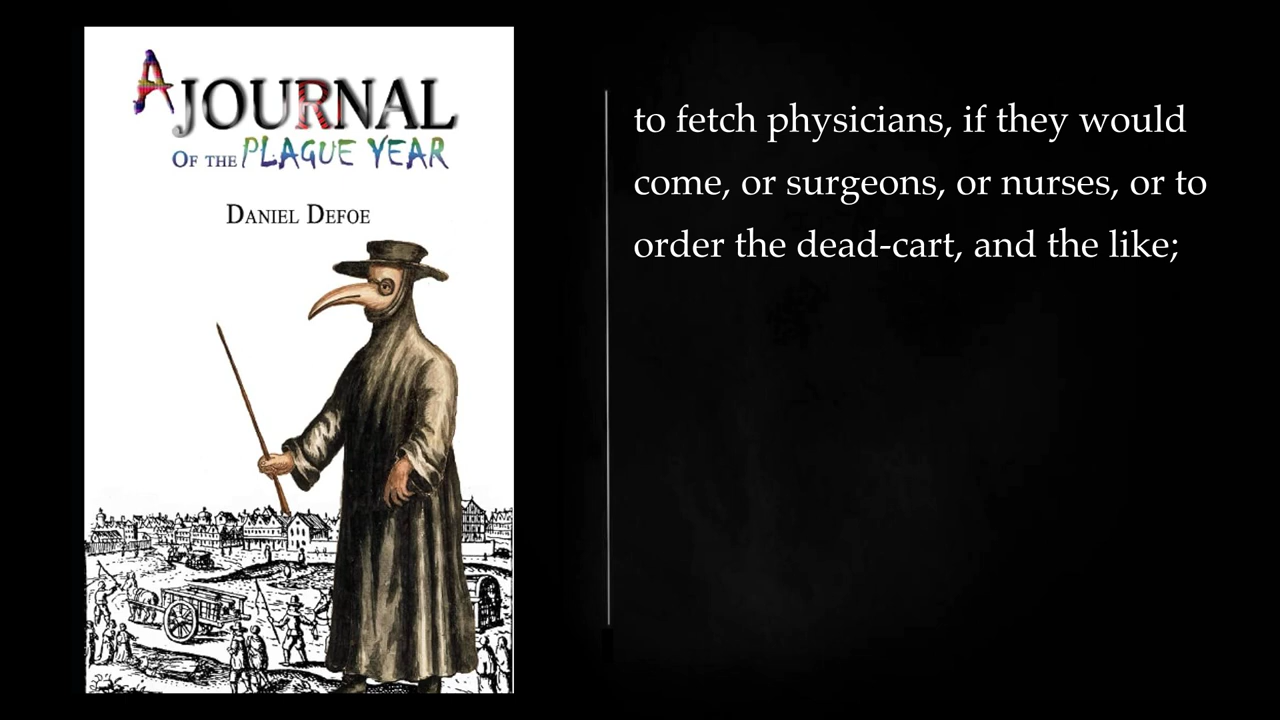 A JOURNAL
OF THE PLAGUE YEAR
DANIEL DEFOE
to fetch physicians, if they would
come, or surgeons, or nurses, or to
order the dead-cart, and the like;